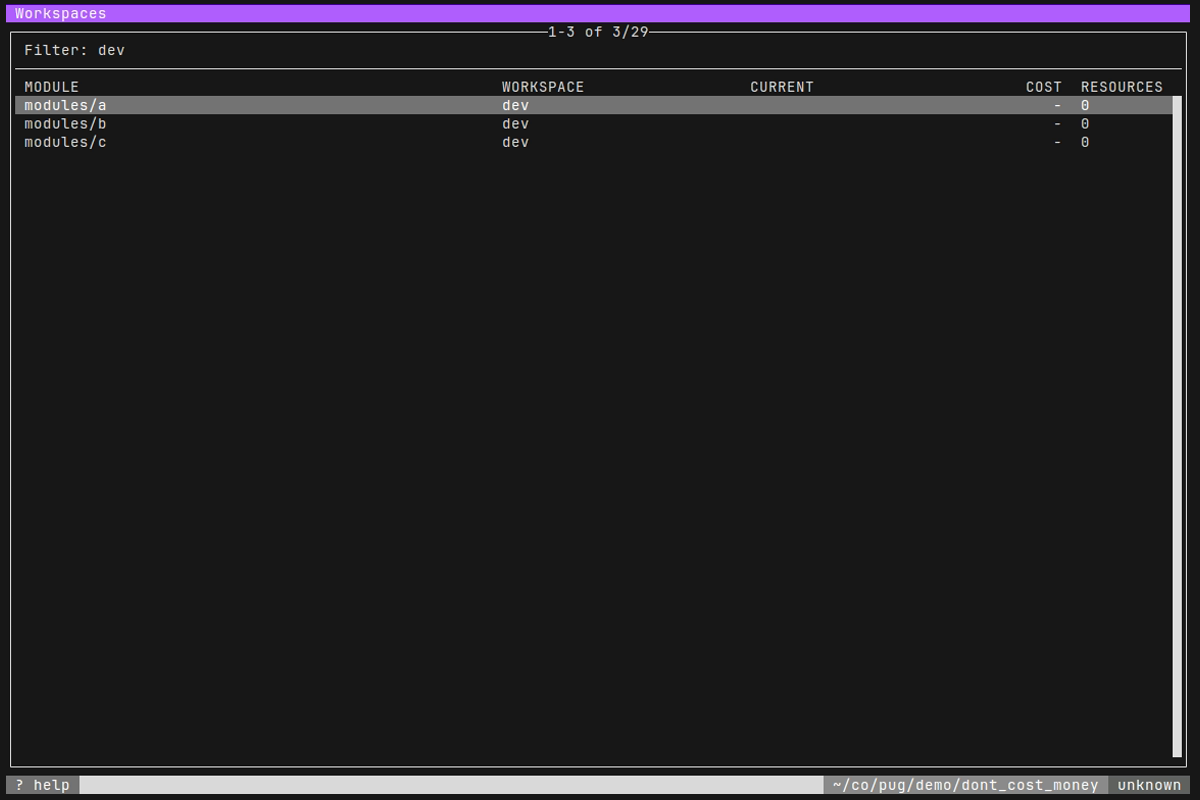 Workspaces
1-3 of 3/29
Filter: dev
MODULE WORKSPACE CURRENT COST RESOURCES
modules/a dev - 0
modules/b dev - 0
modules/c dev - 0
? help ~/co/pug/demo/dont_cost_money unknown